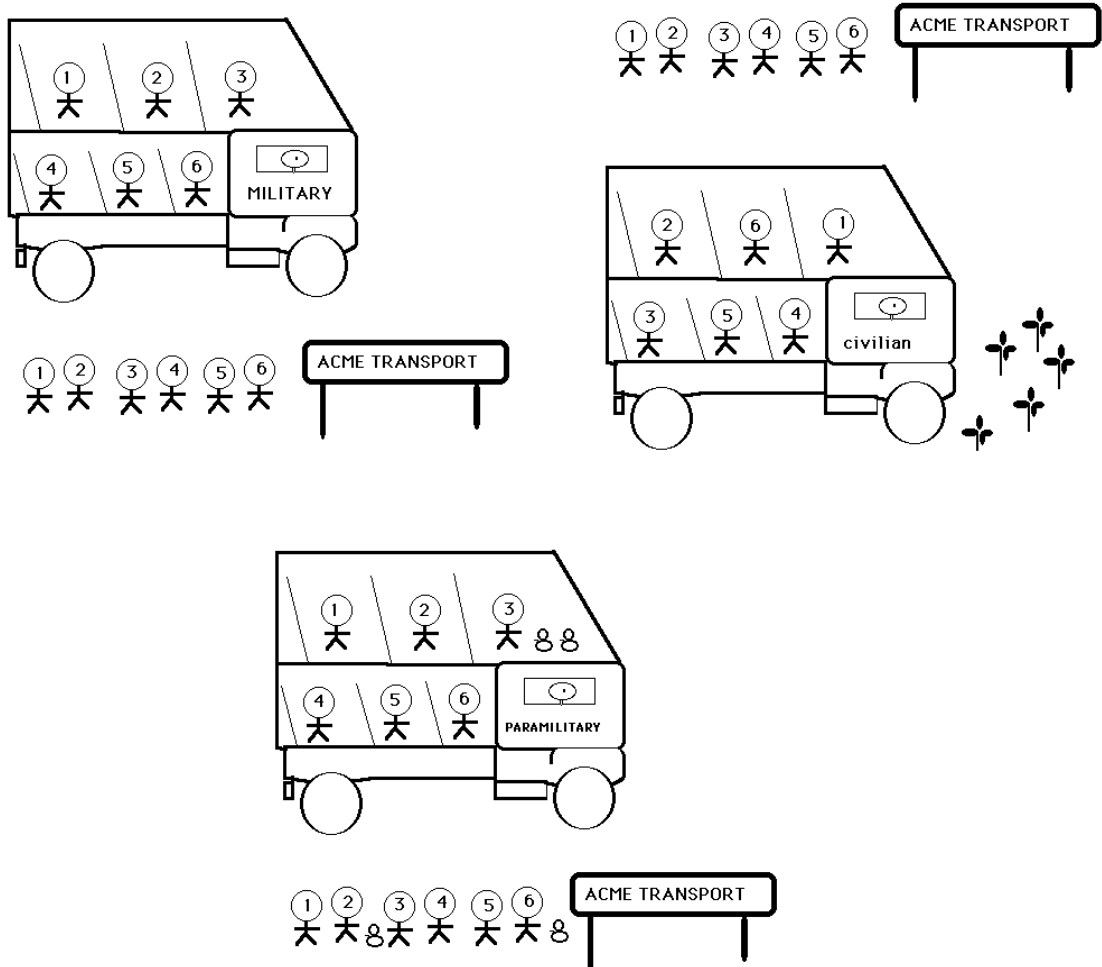 1 2 3
4 5 6
MILITARY
1 2 3 4 5 6
ACME TRANSPORT
1 2 3 4 5 6
ACME TRANSPORT
2 6 1
3 5 4
civilian
1 2 3
4 5 6
PARAMILITARY
1 2 3 4 5 6
ACME TRANSPORT